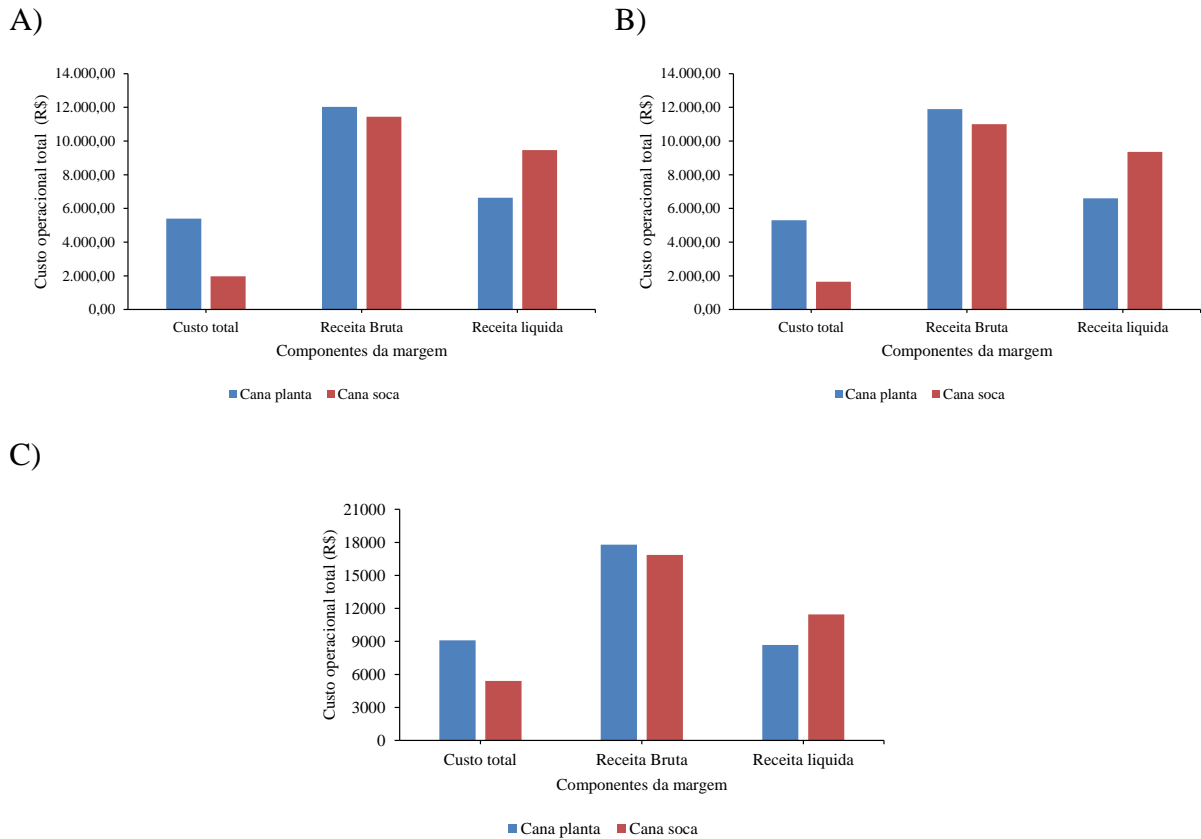 A)
Custo operacional total (R$)
14.000,00
12.000,00
10.000,00
8.000,00
6.000,00
4.000,00
2.000,00
0,00
Custo total
Receita Bruta
Receita liquida
Componentes da margem
Cana planta
Cana soca
B)
Custo operacional total (R$)
14.000,00
12.000,00
10.000,00
8.000,00
6.000,00
4.000,00
2.000,00
0,00
Custo total
Receita Bruta
Receita liquida
Componentes da margem
Cana planta
Cana soca
C)
Custo operacional total (R$)
21000
18000
15000
12000
9000
6000
3000
0
Custo total
Receita Bruta
Receita liquida
Componentes da margem
Cana planta
Cana soca